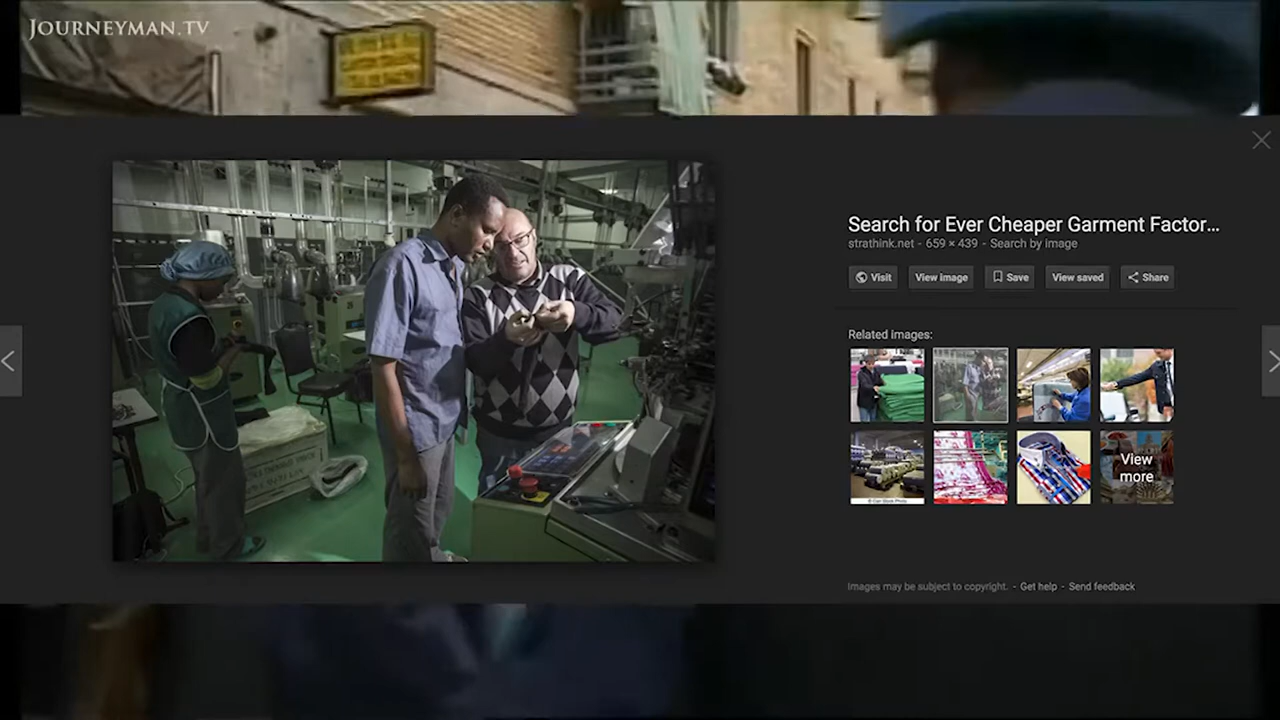 JOURNEYMAN.TV
Search for Ever Cheaper Garment Factor...
strathink.net - 659 × 439 - Search by image
Visit
View image
Save
View saved
Share
Related images:
View
more
Images may be subject to copyright. - Get help - Send feedback